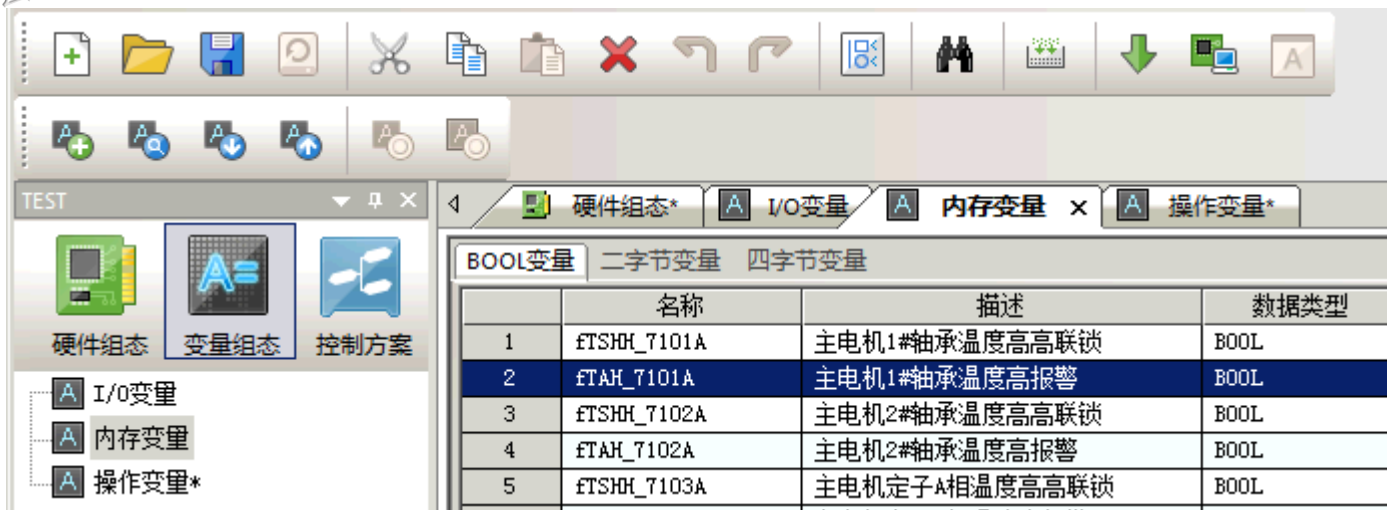 TEST
硬件组态* I/O变量 内存变量 操作变量*
BOOL变量 二字节变量 四字节变量
硬件组态 变量组态 控制方案
I/O变量
内存变量
操作变量*
名称 描述 数据类型
1 fTSHH_7101A 主电机1#轴承温度高高联锁 BOOL
2 fTAH_7101A 主电机1#轴承温度高报警 BOOL
3 fTSHH_7102A 主电机2#轴承温度高高联锁 BOOL
4 fTAH_7102A 主电机2#轴承温度高报警 BOOL
5 fTSHH_7103A 主电机定子A相温度高高联锁 BOOL